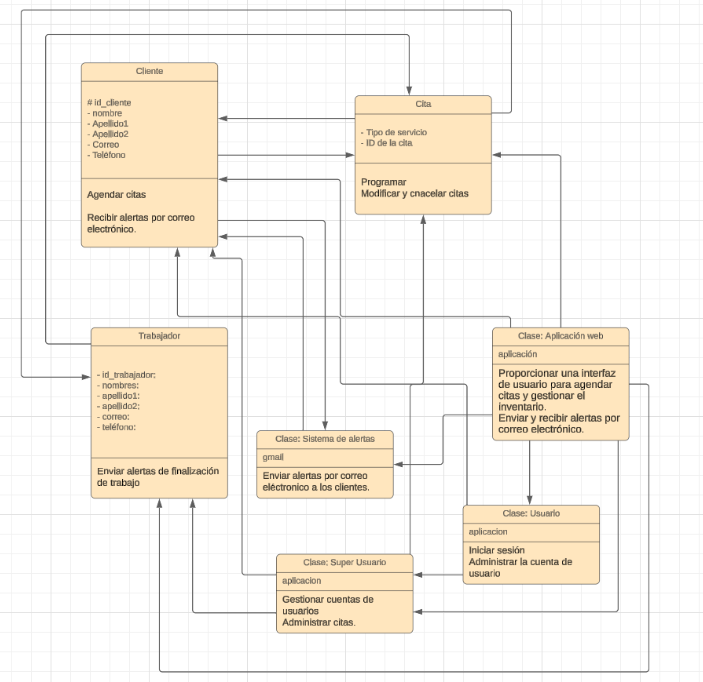 Cliente
# id_cliente
- nombre
- Apellido1
- Apellido2
- Correo
- Teléfono
Agendar citas
Recibir alertas por correo
electrónico.
Cita
- Tipo de servicio
- ID de la cita
Programar
Modificar y cnacelar citas
Trabajador
- id_trabajador;
- nombres:
- apellido1:
- apellido2;
- correo:
- teléfono:
Enviar alertas de finalización
de trabajo
Clase: Aplicación web
aplicación
Proporcionar una interfaz
de usuario para agendar
citas y gestionar el
inventario.
Enviar y recibir alertas por
correo electrónico.
Clase: Sistema de alertas
gmail
Enviar alertas por correo
eléctronico a los clientes.
Clase: Usuario
aplicacion
Iniciar sesión
Administrar la cuenta de
usuario
Clase: Super Usuario
aplicacion
Gestionar cuentas de
usuarios
Administrar citas.